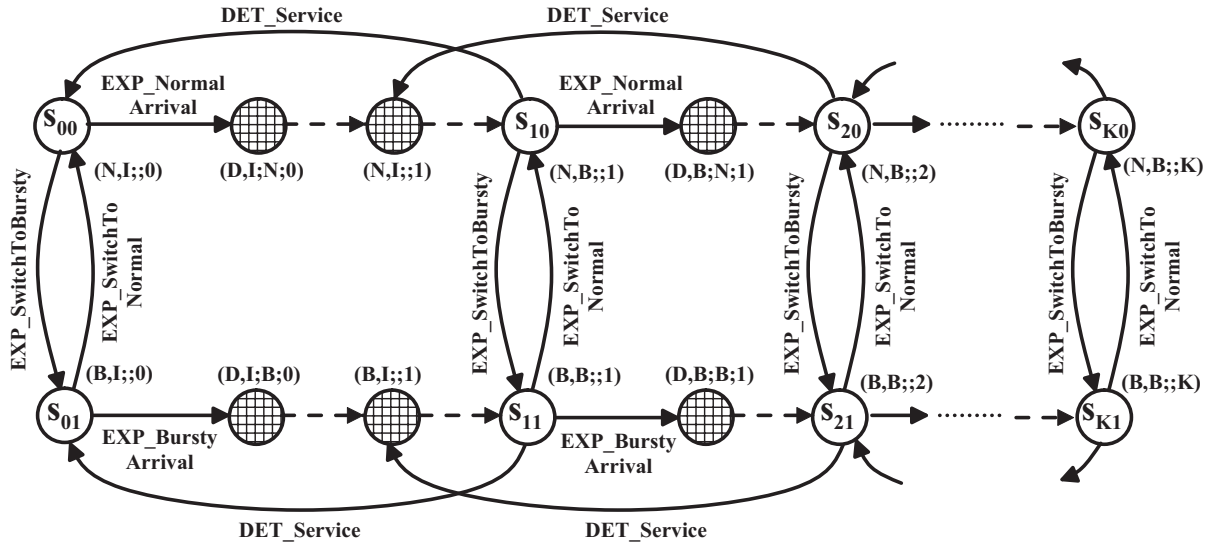 DET_Service DET_Service
EXP_Normal
Arrival
EXP_Normal
Arrival
S00 S10 S20 ........ SK0
(N,I;;0) (D,I;N;0) (N,I;;1) (N,B;;1) (D,B;N;1) (N,B;;2) (N,B;;K)
EXP_SwitchToBursty
EXP_SwitchTo
Normal
EXP_SwitchToBursty
EXP_SwitchTo
Normal
EXP_SwitchToBursty
EXP_SwitchTo
Normal
EXP_SwitchToBursty
EXP_SwitchTo
Normal
(B,I;;0) (D,I;B;0) (B,I;;1) (B,B;;1) (D,B;B;1) (B,B;;2) (B,B;;K)
S01 S11 S21 ........ SK1
EXP_Bursty
Arrival
EXP_Bursty
Arrival
DET_Service DET_Service